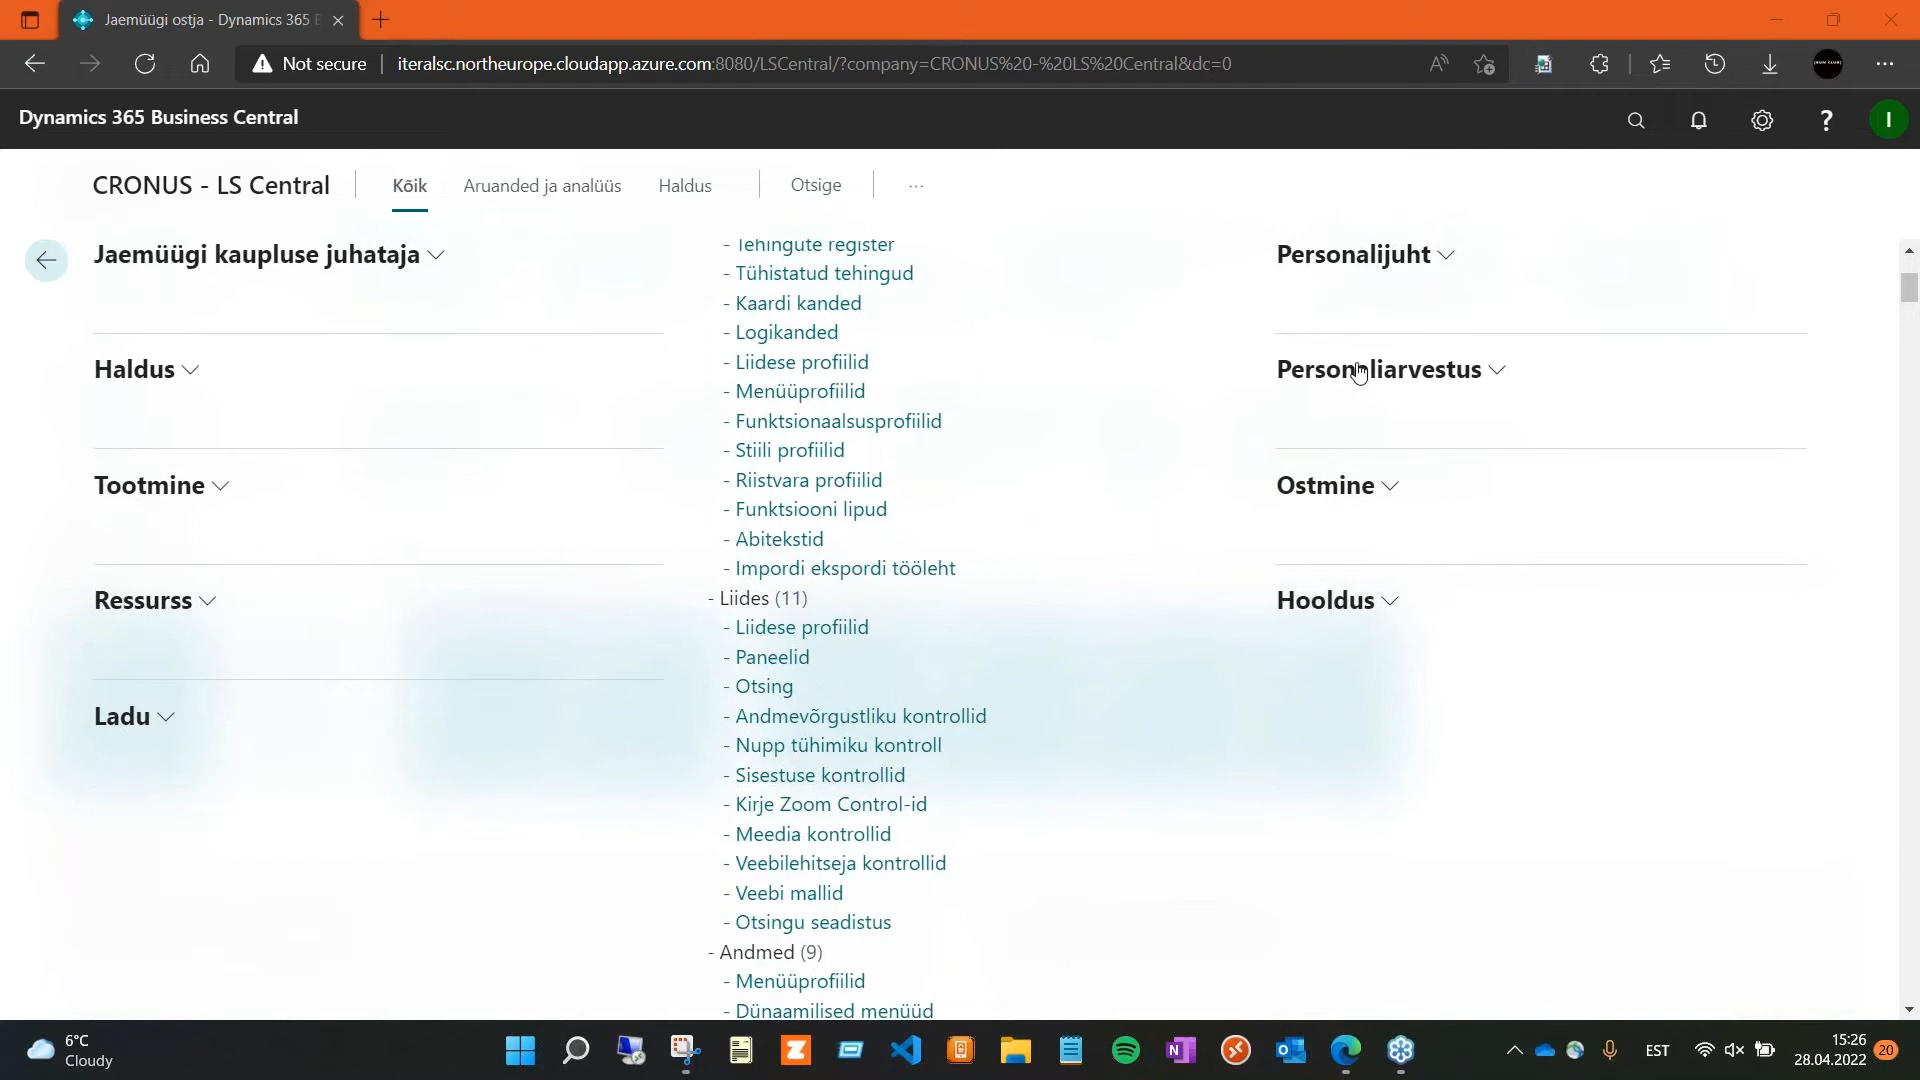 Jaemüügi ostja - Dynamics 365
Not secure
iteralsc.northeurope.cloudapp.azure.com:8080/LSCentral/?company=CRONUS%20-%20LS%20Central&dc=0
Dynamics 365 Business Central
?
I
CRONUS - LS Central
Kõik
Aruanded ja analüüs
Haldus
Otsige
...
Jaemüügi kaupluse juhataja
Haldus
Tootmine
Ressurss
Ladu
- Tehingute register
- Tühistatud tehingud
- Kaardi kanded
- Logikanded
- Liidese profiilid
- Menüüprofiilid
- Funktsionaalsusprofiilid
- Stiili profiilid
- Riistvara profiilid
- Funktsiooni lipud
- Abitekstid
- Impordi ekspordi tööleht
- Liides (11)
- Liidese profiilid
- Paneelid
- Otsing
- Andmevõrgustliku kontrollid
- Nupp tühimiku kontroll
- Sisestuse kontrollid
- Kirje Zoom Control-id
- Meedia kontrollid
- Veebilehitseja kontrollid
- Veebi mallid
- Otsingu seadistus
- Andmed (9)
- Menüüprofiilid
- Dünaamilised menüüd
Personalijuht
Personaliarvestus
Ostmine
Hooldus
6°C
Cloudy
EST
15:26
28.04.2022
20